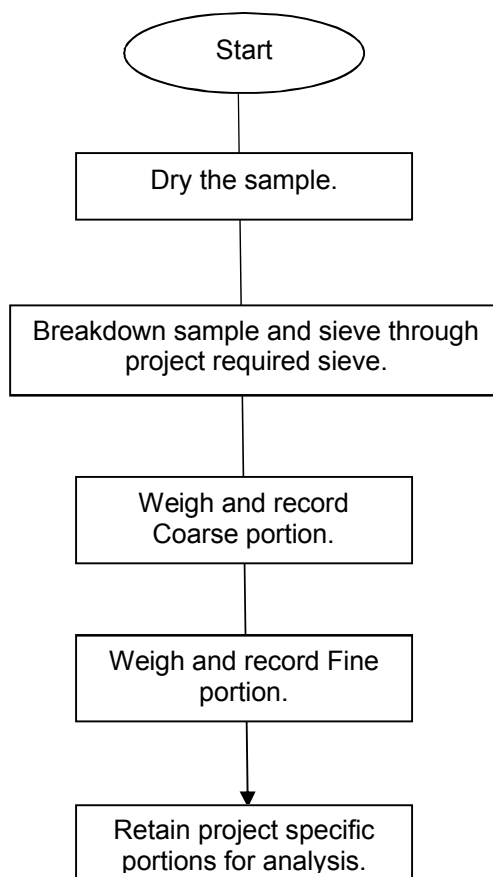 Start
Dry the sample.
Breakdown sample and sieve through
project required sieve.
Weigh and record
Coarse portion.
Weigh and record Fine
portion.
Retain project specific
portions for analysis.